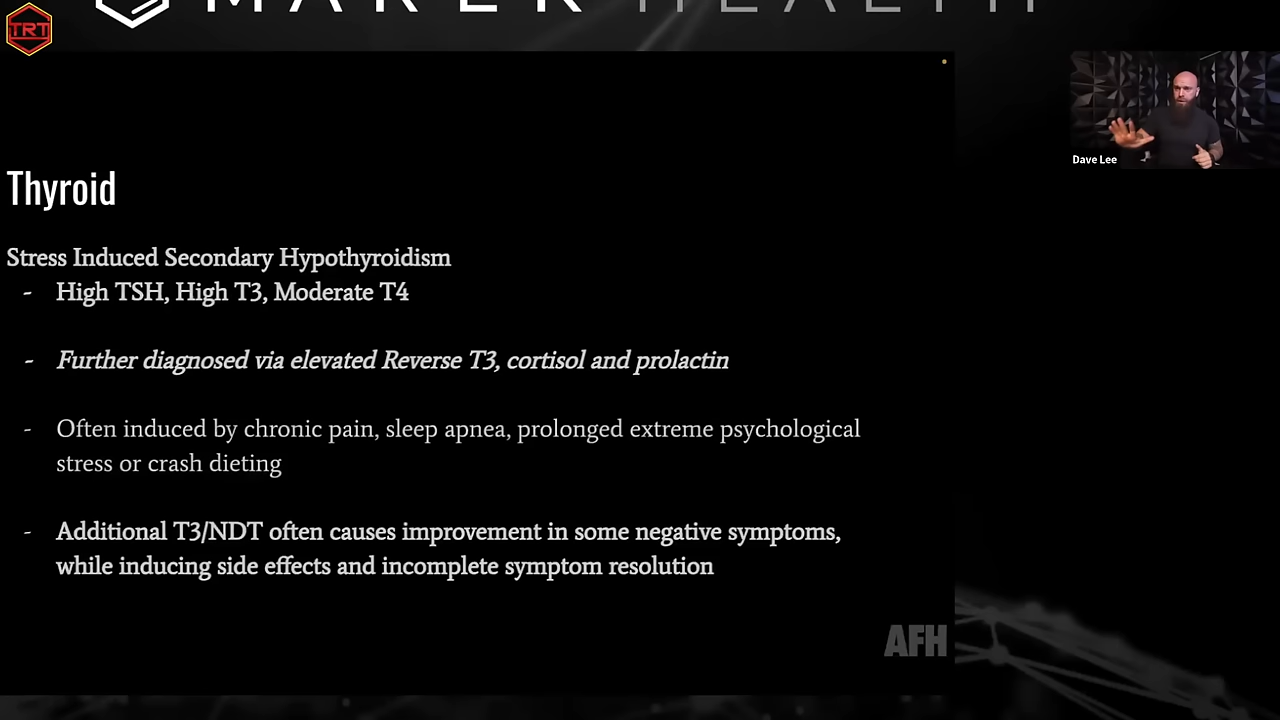 TRT
Dave Lee
Thyroid
Stress Induced Secondary Hypothyroidism
- High TSH, High T3, Moderate T4
- Further diagnosed via elevated Reverse T3, cortisol and prolactin
- Often induced by chronic pain, sleep apnea, prolonged extreme psychological
stress or crash dieting
- Additional T3/NDT often causes improvement in some negative symptoms,
while inducing side effects and incomplete symptom resolution
AFH